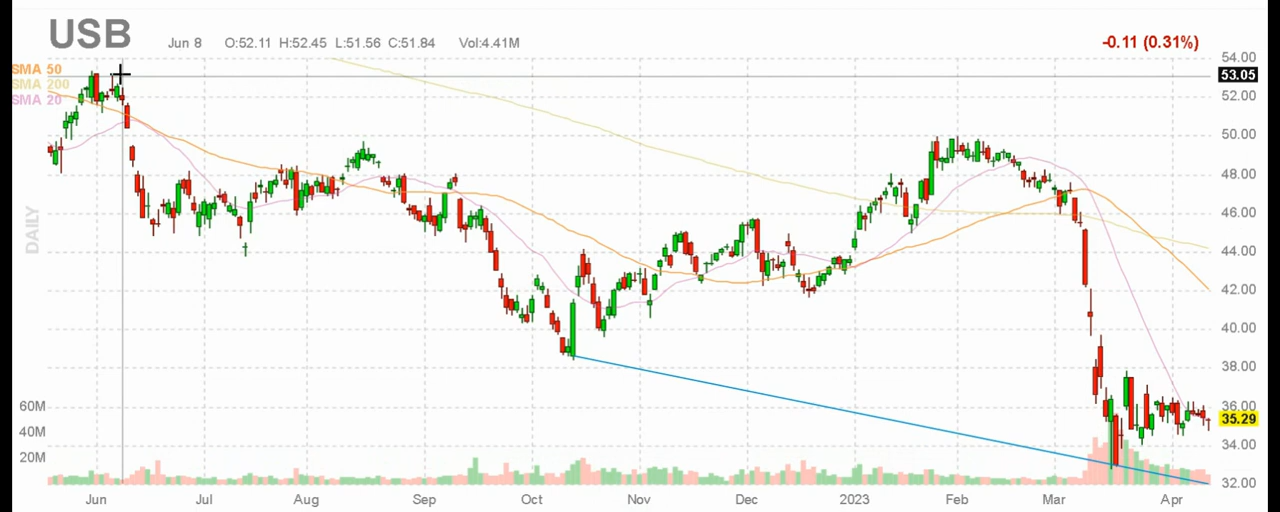 USB
Jun 8 O:52.11 H:52.45 L:51.56 C:51.84 Vol:4.41M
-0.11 (0.31%)
SMA 50
SMA 200
SMA 20
DAILY
54.00
53.05
52.00
50.00
48.00
46.00
44.00
42.00
40.00
38.00
36.00
35.29
34.00
32.00
60M
40M
20M
Jun Jul Aug Sep Oct Nov Dec 2023 Feb Mar Apr